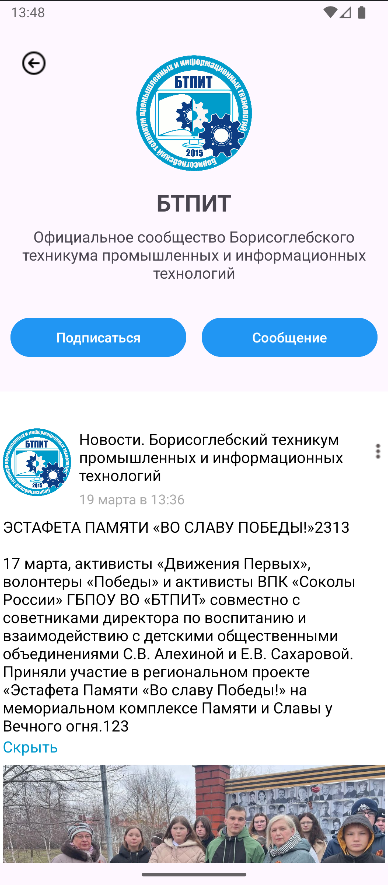 13:48
Борисоглебский техникум промышленных и информационных технологий
БТПИТ
2015
БТПИТ
Официальное сообщество Борисоглебского
техникума промышленных и информационных
технологий
Подписаться
Сообщение
БТПИТ
2015
Новости. Борисоглебский техникум
промышленных и информационных
технологий
19 марта в 13:36
ЭСТАФЕТА ПАМЯТИ «ВО СЛАВУ ПОБЕДЫ!»2313
17 марта, активисты «Движения Первых»,
волонтеры «Победы» и активисты ВПК «Соколы
России» ГБПОУ ВО «БТПИТ» совместно с
советниками директора по воспитанию и
взаимодействию с детскими общественными
объединениями С.В. Алехиной и Е.В. Сахаровой.
Приняли участие в региональном проекте
«Эстафета Памяти «Во славу Победы!» на
мемориальном комплексе Памяти и Славы у
Вечного огня.123
Скрыть